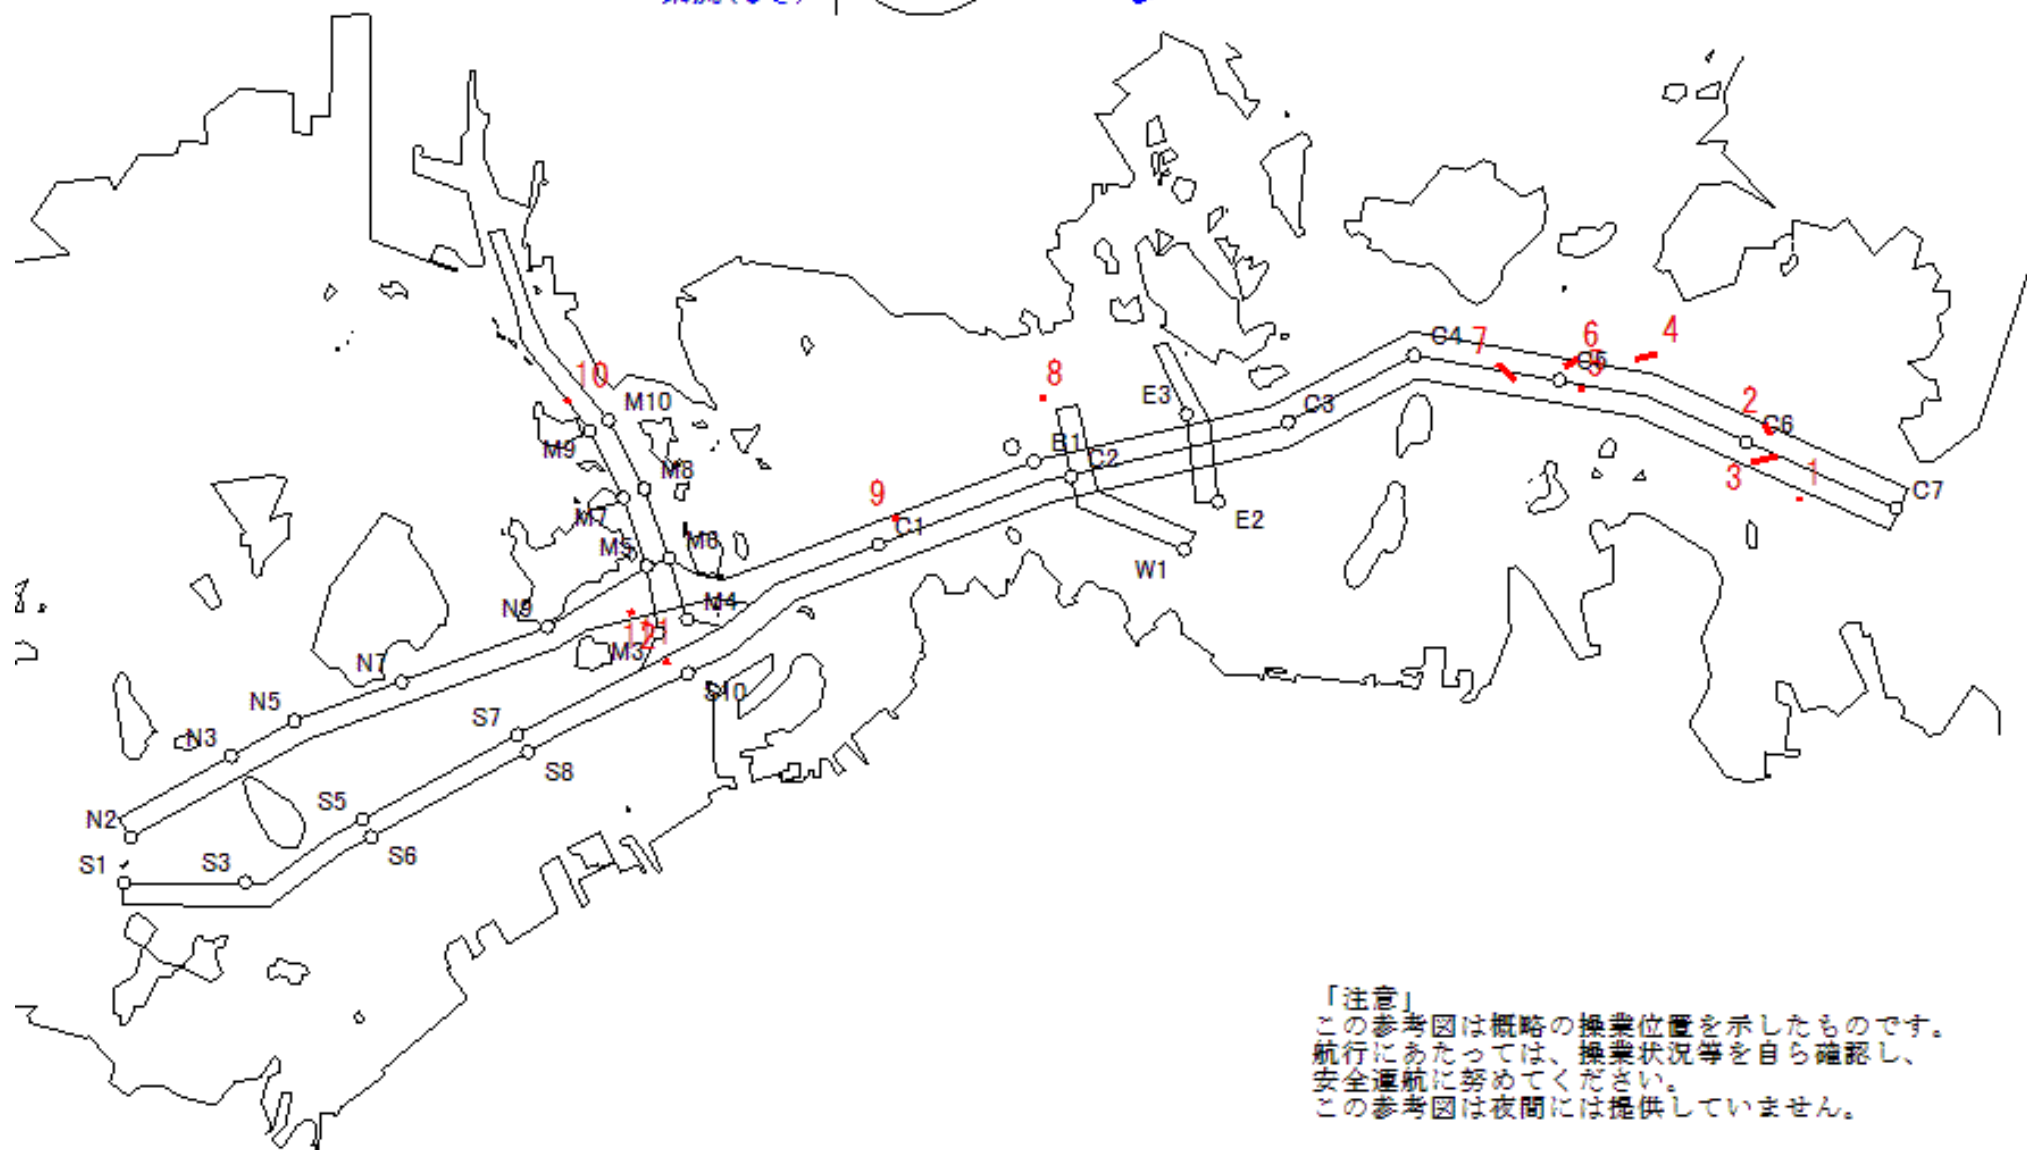 C4
7
6
4
C5
5
10
M10
8
E3
C3
2
C6
M9
B1
M8
C2
3
1
C7
9
E2
M7
C1
M5
M6
W1
N9
M4
M3
N7
S10
N5
S7
N3
S8
S5
N2
S6
S3
S1
「注意」
この参考図は概略の操業位置を示したものです。
航行にあたっては、操業状況等を自ら確認し、
安全運航に努めてください。
この参考図は夜間には提供していません。